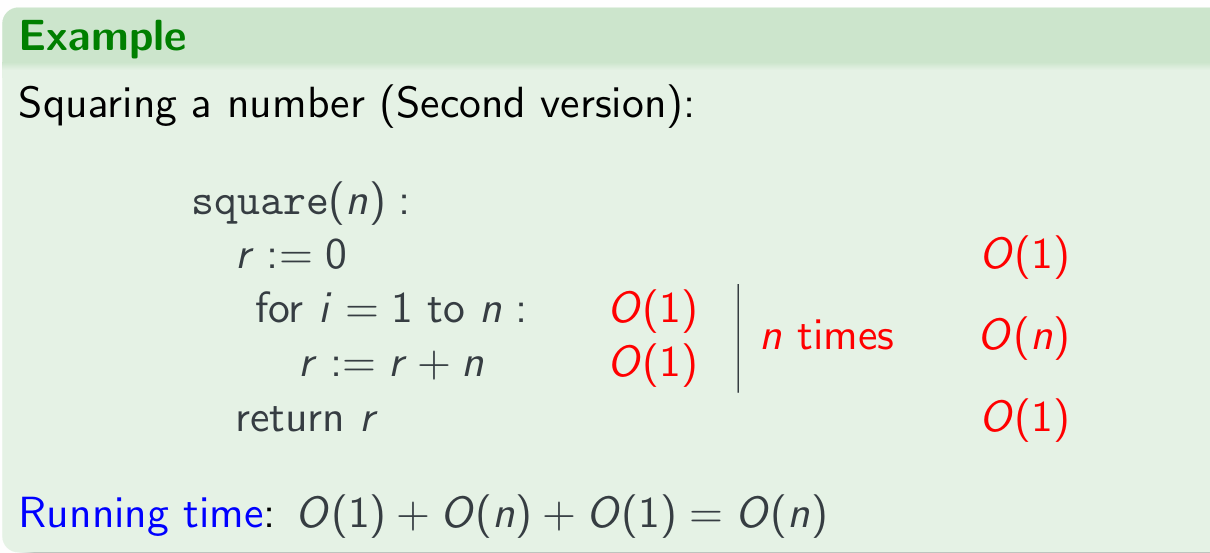 Example
Squaring a number (Second version):
square(n) :
r := 0 O(1)
for i = 1 to n : O(1)
n times O(n)
r := r + n O(1)
return r O(1)
Running time: O(1) + O(n) + O(1) = O(n)